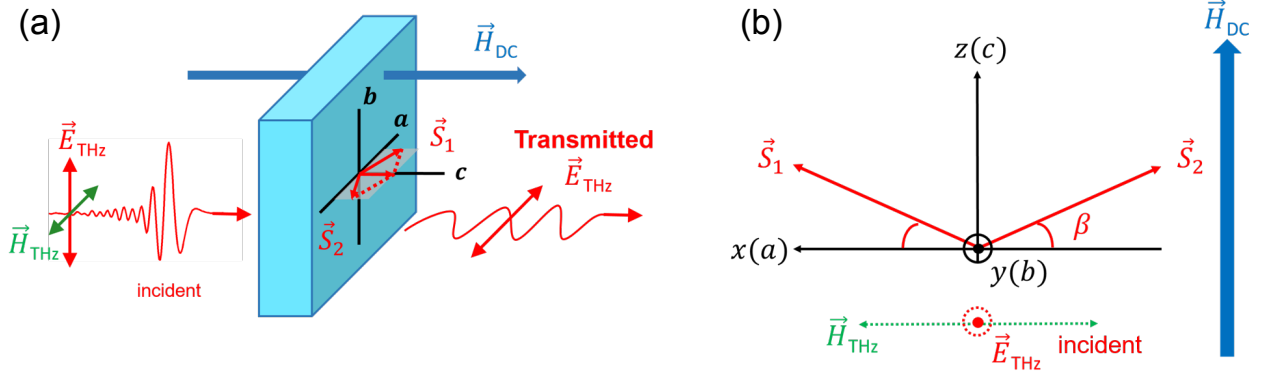 (a)
H⃗DC
b
a
S⃗1
E⃗THz
Transmitted
E⃗THz
c
H⃗THz
S⃗2
incident
(b)
H⃗DC
z(c)
S⃗1
S⃗2
β
x(a)
y(b)
H⃗THz
E⃗THz
incident